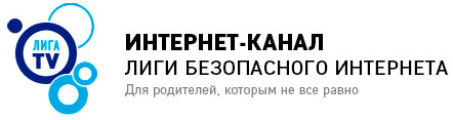 ЛИГА
TV
ИНТЕРНЕТ-КАНАЛ
ЛИГИ БЕЗОПАСНОГО ИНТЕРНЕТА
Для родителей, которым не все равно